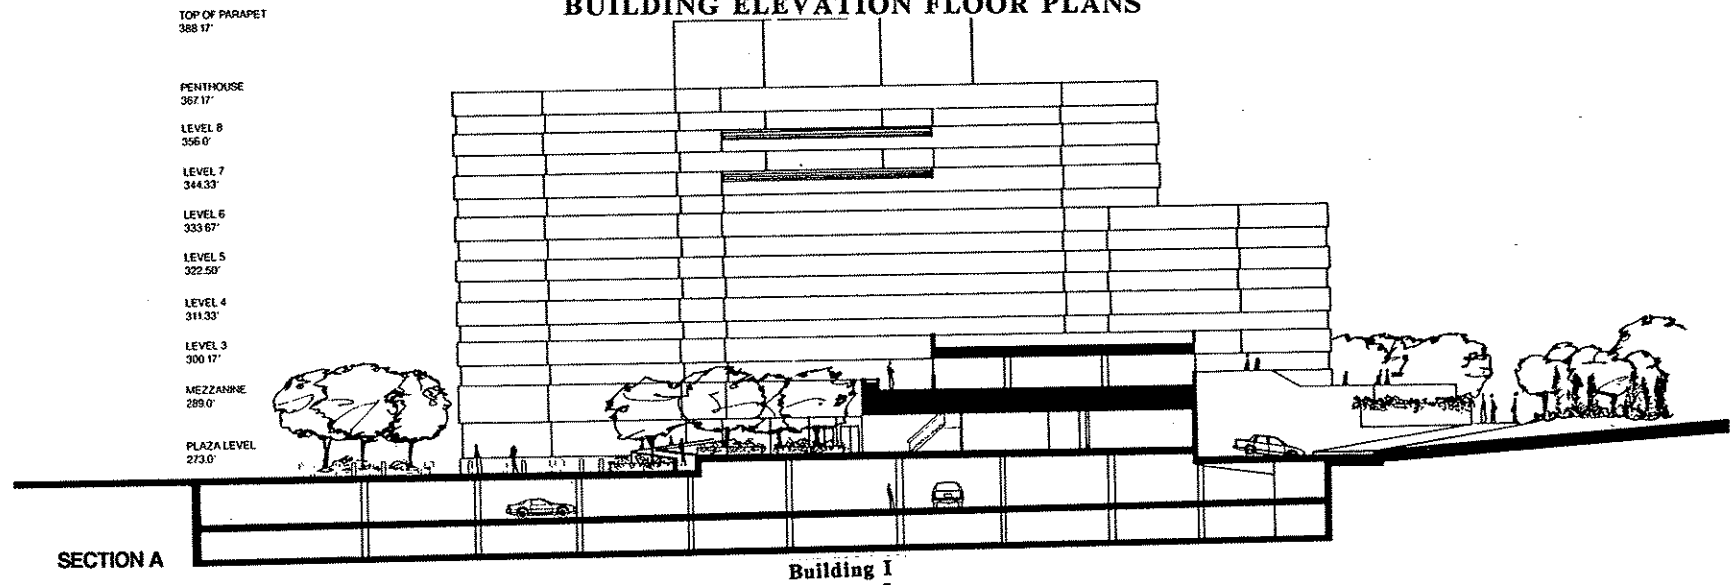 BUILDING ELEVATION FLOOR PLANS
TOP OF PARAPET
388.17'
PENTHOUSE
367.17'
LEVEL 8
356.0'
LEVEL 7
344.33'
LEVEL 6
333.67'
LEVEL 5
322.50'
LEVEL 4
311.33'
LEVEL 3
300.17'
MEZZANINE
289.0'
PLAZA LEVEL
273.0'
SECTION A
Building I